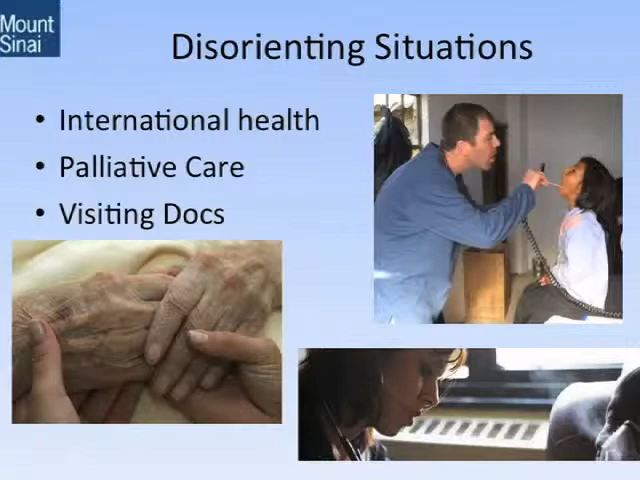 Mount
Sinai
Disorienting Situations
• International health
• Palliative Care
• Visiting Docs